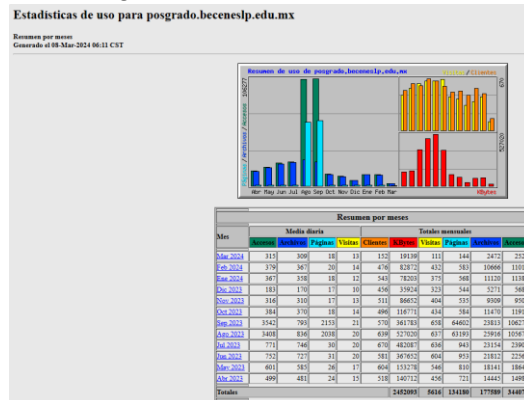 Estadísticas de uso para posgrado.beceneslp.edu.mx
Resumen por meses
Generado el 08-Mar-2024 06:11 CST
Resumen de uso de posgrado.beceneslp.edu.mx
Visitas/Clientes
Páginas/Archivos/Accesos
146277
670
527020
Abr May Jun Jul Ago Sep Oct Nov Dic Ene Feb Mar
KBytes
Resumen por meses
Mes Media diaria Totales mensuales
Accesos Archivos Páginas Visitas Clientes KBytes Visitas Páginas Archivos Accesos
Mar 2024 315 309 18 13 152 19139 111 144 2472
Feb 2024 379 367 20 14 476 82872 432 583 10666
Ene 2024 367 358 18 12 543 78203 375 568 11120
Dic 2023 183 170 17 10 456 35924 323 544 5271
Nov 2023 316 310 17 13 511 86652 404 535 9309
Oct 2023 384 370 18 14 496 116771 434 584 11470
Sep 2023 3542 793 2153 21 570 361783 658 64602 23813
Ago 2023 3408 836 2038 20 639 527020 637 63193 25916
Jul 2023 771 746 30 20 670 482087 636 943 23154
Jun 2023 752 727 31 20 581 367652 604 953 21812
May 2023 601 585 26 17 604 153278 546 810 18141
Abr 2023 499 481 24 15 518 140712 456 721 14445
Totales 2452093 5616 134180 177589